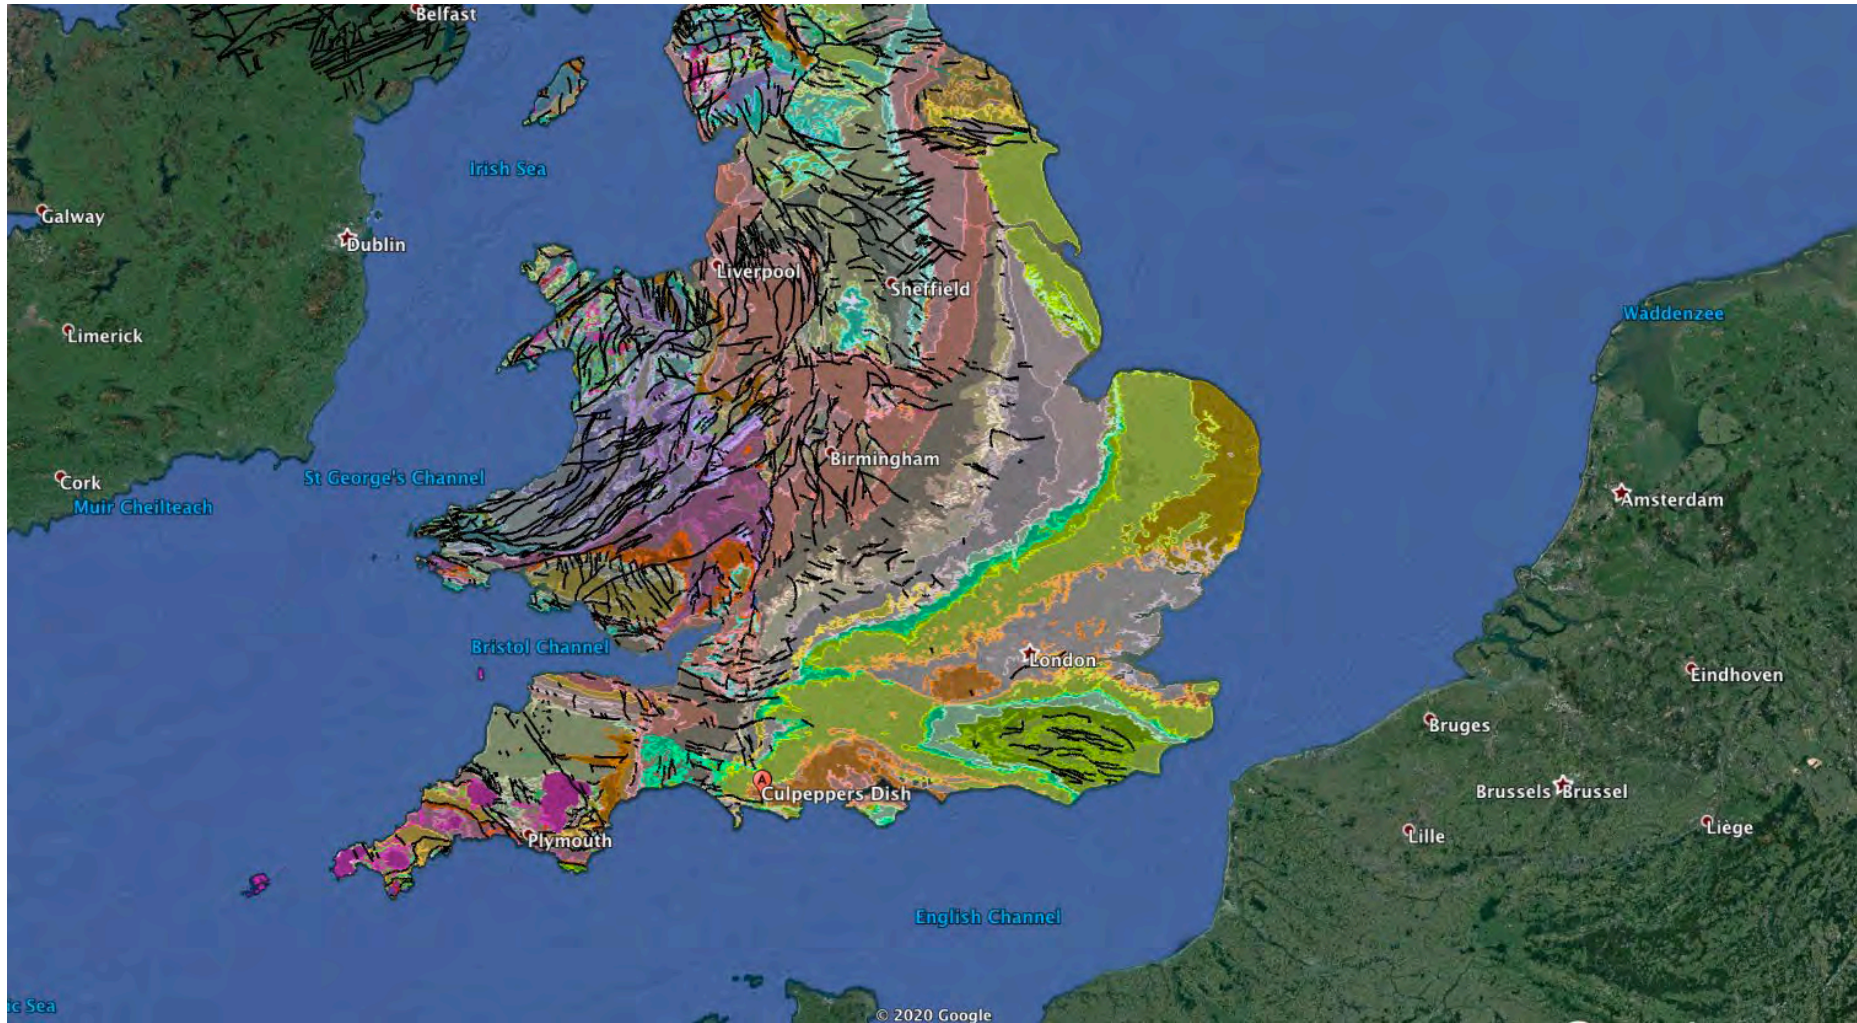 Belfast
Irish Sea
Galway
Dublin
Liverpool
Sheffield
Limerick
Waddenzee
Birmingham
Cork
St George's Channel
Muir Cheilteach
Amsterdam
Bristol Channel
London
Eindhoven
Bruges
A
Culpeppers Dish
Brussels Brussel
Plymouth
Lille
Liège
English Channel
ic Sea
© 2020 Google